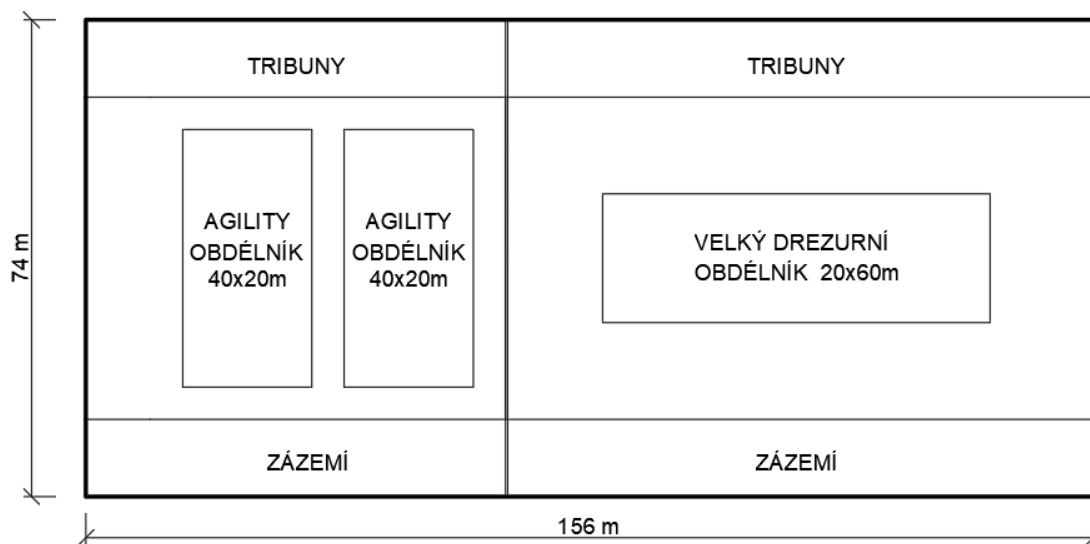 TRIBUNY
TRIBUNY
AGILITY
OBDÉLNÍK
40x20m
AGILITY
OBDÉLNÍK
40x20m
VELKÝ DREZURNÍ
OBDÉLNÍK 20x60m
74 m
ZÁZEMÍ
ZÁZEMÍ
156 m